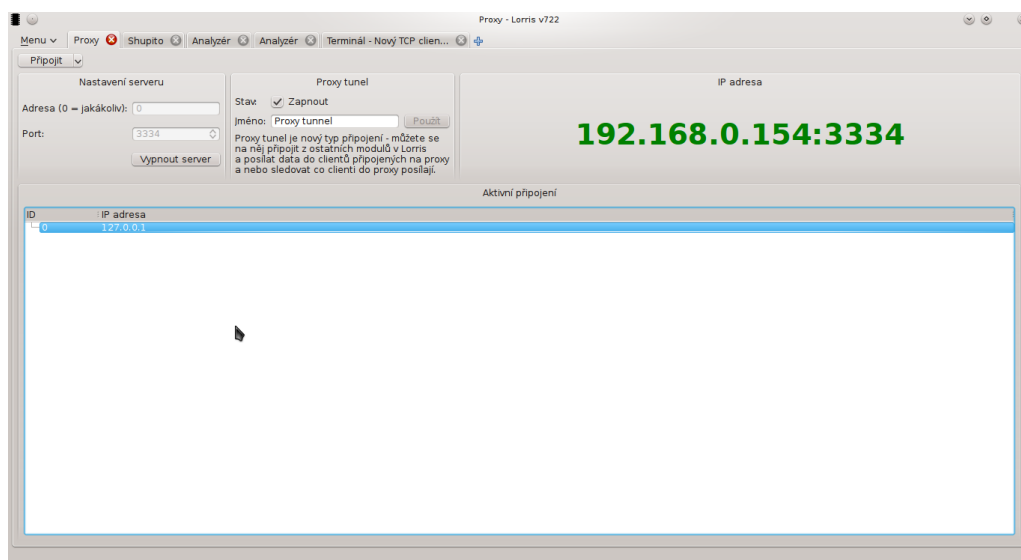 Proxy - Lorris v722
Menu
Proxy
Shupito
Analyzér
Analyzér
Terminál - Nový TCP clien...
Připojit
Nastavení serveru
Adresa (0 = jakákoliv): 0
Port: 3334
Vypnout server
Proxy tunel
Stav: Zapnout
Jméno: Proxy tunnel Použít
Proxy tunel je nový typ připojení - můžete se
na něj připojit z ostatních modulů v Lorris
a posílat data do clientů připojených na proxy
a nebo sledovat co clienti do proxy posílají.
IP adresa
192.168.0.154:3334
Aktivní připojení
ID IP adresa
0 127.0.0.1